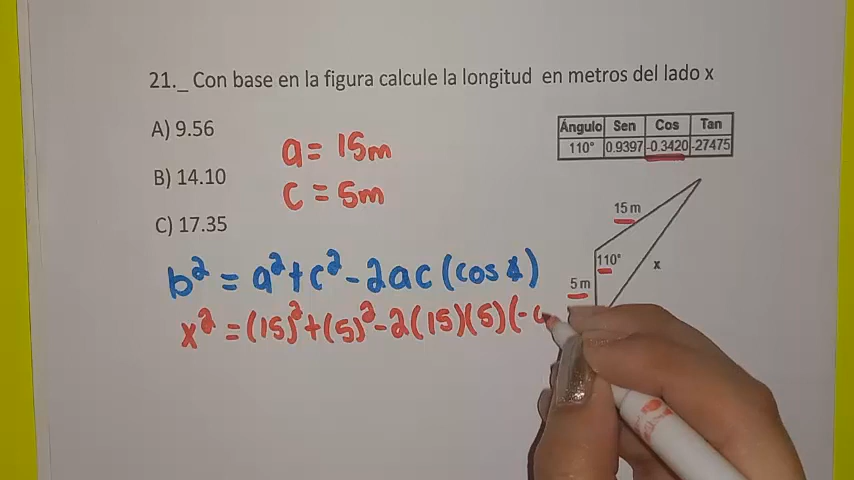 21._ Con base en la figura calcule la longitud en metros del lado x
A) 9.56
B) 14.10
C) 17.35
a = 15m
c = 5m
Ángulo Sen Cos Tan
110° 0.9397 -0.3420 -27475
15 m
110°
x
5 m
b² = a² + c² - 2ac (cos
x² = (15)² + (5)² - 2(15)(5)(-